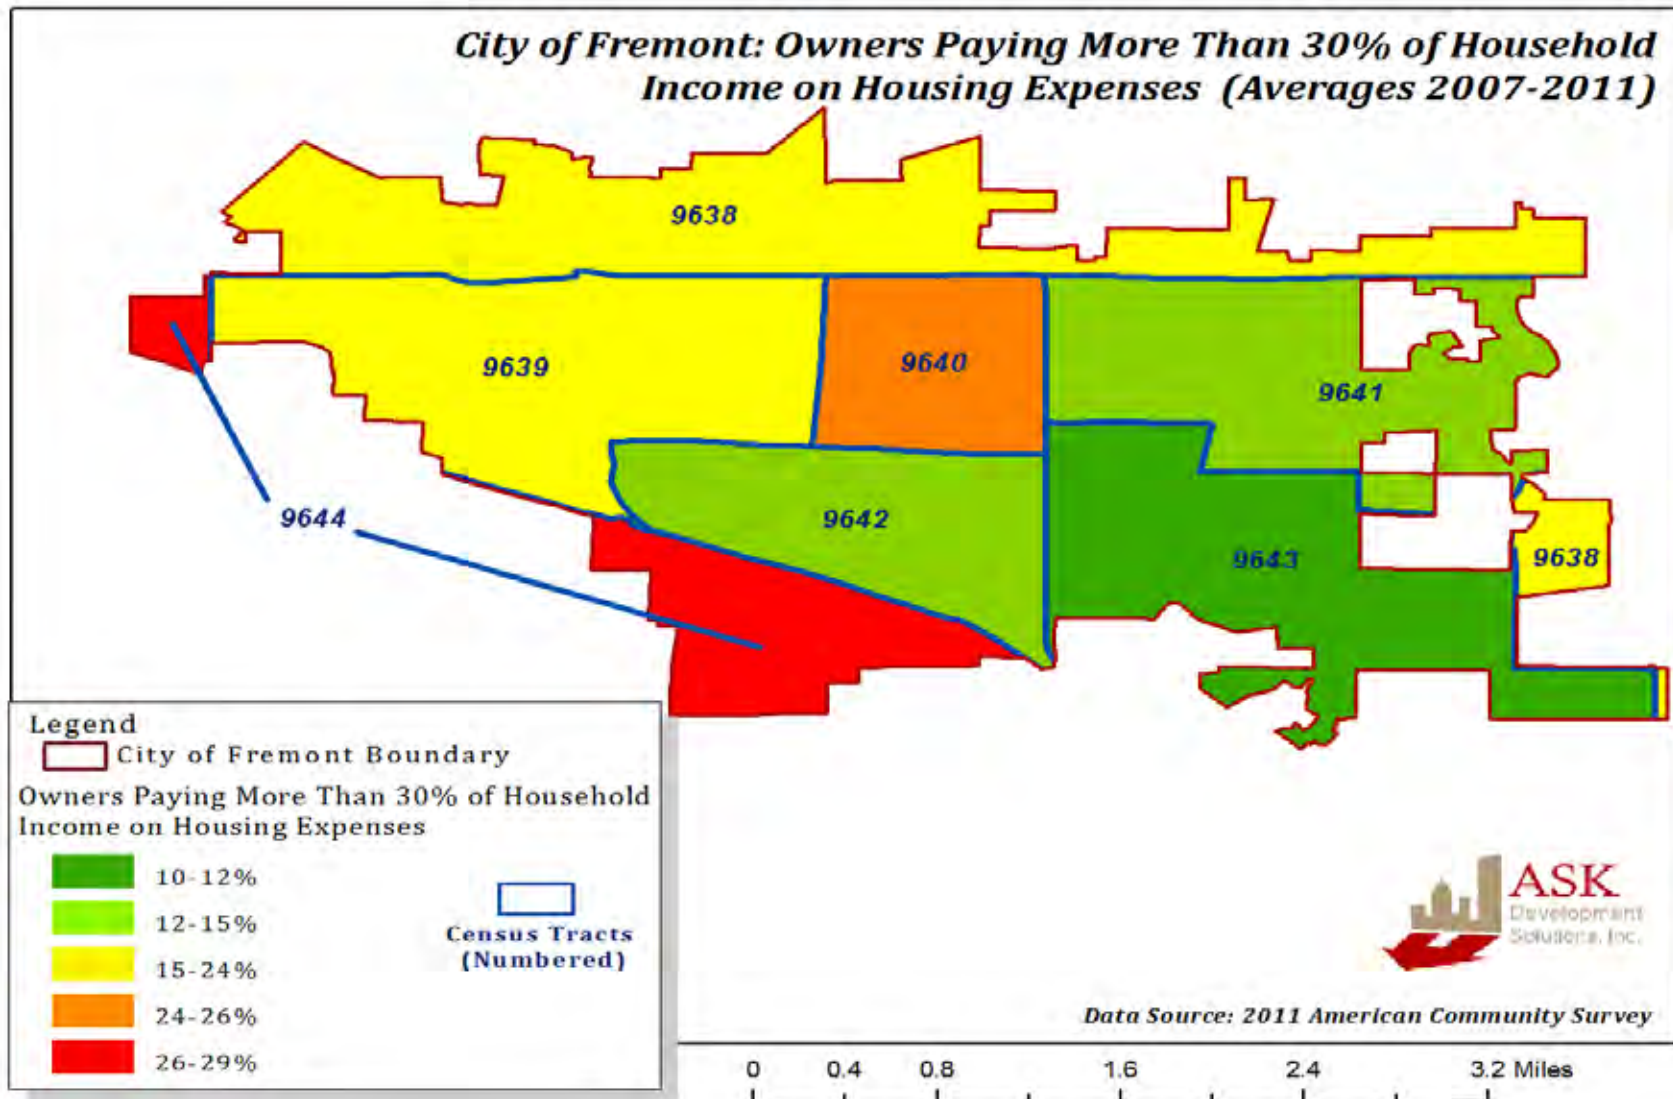 City of Fremont: Owners Paying More Than 30% of Household
Income on Housing Expenses (Averages 2007-2011)
9638
9639
9640
9641
9644
9642
9643
9638
Legend
City of Fremont Boundary
Owners Paying More Than 30% of Household
Income on Housing Expenses
10-12%
12-15%
15-24%
24-26%
26-29%
Census Tracts
(Numbered)
ASK
Development
Solutions, Inc.
Data Source: 2011 American Community Survey
0 0.4 0.8 1.6 2.4 3.2 Miles